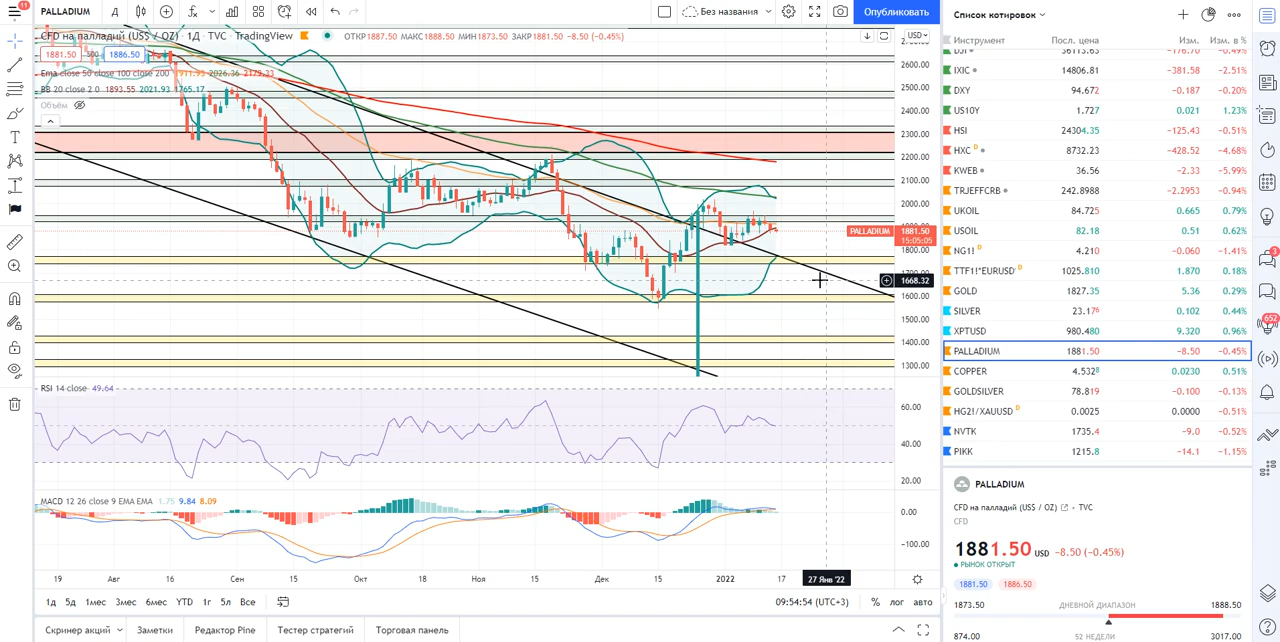 11 PALLADIUM Д Без названия Опубликовать
CFD на палладий (US$ / OZ) · 1Д · TVC · TradingView ОТКР1887.50 МАКС1888.50 МИН1873.50 ЗАКР1881.50 −8.50 (−0.45%)
1881.50 500 1886.50
Ema close 50 close 100 close 200 2026.36 2179.33
BB 20 close 2 0 1893.55 2021.93 1765.17
Объём
USD
2600.00
2500.00
2400.00
2300.00
2200.00
2100.00
2000.00
PALLADIUM 1881.50
15:05:05
1800.00
1668.32
1600.00
1500.00
1400.00
1300.00
RSI 14 close 49.64
60.00
40.00
20.00
MACD 12 26 close 9 EMA EMA 1.75 9.84 8.09
0.00
−100.00
19 Авг 16 Сен 15 Окт 18 Ноя 15 Дек 15 2022 17 27 Янв '22
1д 5д 1мес 3мес 6мес YTD 1г 5л Все 09:54:54 (UTC+3) % лог авто
Скринер акций Заметки Редактор Pine Тестер стратегий Торговая панель
Список котировок
Инструмент Посл. цена Изм. Изм. в %
DJI 36113.63 −176.70 −0.49%
IXIC 14806.81 −381.58 −2.51%
DXY 94.672 −0.187 −0.20%
US10Y 1.727 0.021 1.23%
HSI 24304.35 −125.43 −0.51%
HXC D 8732.23 −428.52 −4.68%
KWEB 36.56 −2.33 −5.99%
TRJEFFCRB 242.8988 −2.2953 −0.94%
UKOIL 84.725 0.665 0.79%
USOIL 82.18 0.51 0.62%
NG1! D 4.210 −0.060 −1.41%
TTF1!*EURUSD D 1025.810 1.870 0.18%
GOLD 1827.35 5.36 0.29%
SILVER 23.176 0.102 0.44%
XPTUSD 980.480 9.320 0.96%
PALLADIUM 1881.50 −8.50 −0.45%
COPPER 4.5328 0.0230 0.51%
GOLDSILVER 78.819 −0.100 −0.13%
HG2!/XAUUSD D 0.0025 0.0000 −0.51%
NVTK 1735.4 −9.0 −0.52%
PIKK 1215.8 −14.1 −1.15%
PALLADIUM
CFD на палладий (US$ / OZ) · TVC
CFD
1881.50 USD −8.50 (−0.45%)
РЫНОК ОТКРЫТ
1881.50 1886.50
1873.50 ДНЕВНОЙ ДИАПАЗОН 1888.50
874.00 52 НЕДЕЛИ 3017.00
3
652